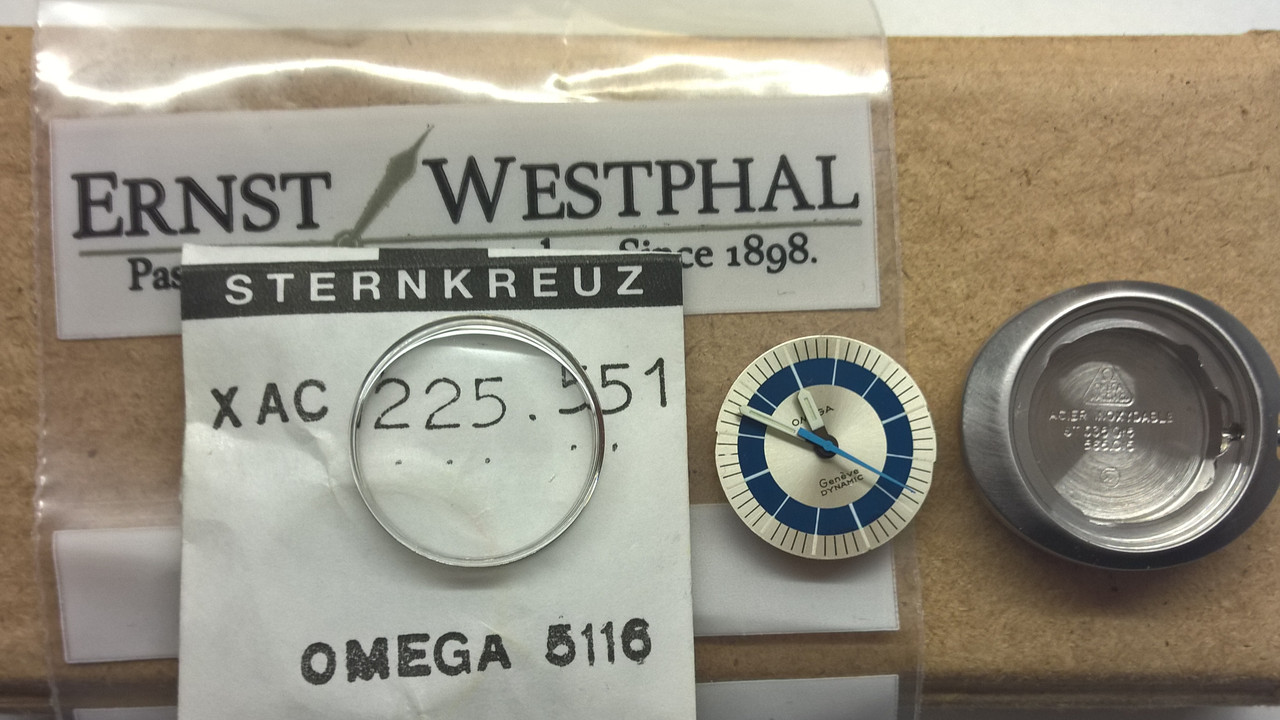 ERNST WESTPHAL
Since 1898.
STERNKREUZ
XAC 225.551
OMEGA 5116
OMEGA
Genève
DYNAMIC
ACIER INOXYDABLE